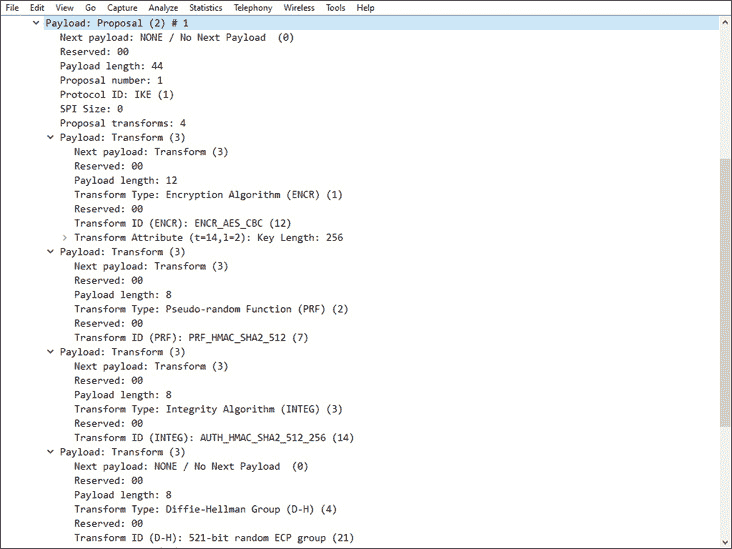 File Edit View Go Capture Analyze Statistics Telephony Wireless Tools Help
Payload: Proposal (2) # 1
Next payload: NONE / No Next Payload (0)
Reserved: 00
Payload length: 44
Proposal number: 1
Protocol ID: IKE (1)
SPI Size: 0
Proposal transforms: 4
Payload: Transform (3)
Next payload: Transform (3)
Reserved: 00
Payload length: 12
Transform Type: Encryption Algorithm (ENCR) (1)
Reserved: 00
Transform ID (ENCR): ENCR_AES_CBC (12)
Transform Attribute (t=14,l=2): Key Length: 256
Payload: Transform (3)
Next payload: Transform (3)
Reserved: 00
Payload length: 8
Transform Type: Pseudo-random Function (PRF) (2)
Reserved: 00
Transform ID (PRF): PRF_HMAC_SHA2_512 (7)
Payload: Transform (3)
Next payload: Transform (3)
Reserved: 00
Payload length: 8
Transform Type: Integrity Algorithm (INTEG) (3)
Reserved: 00
Transform ID (INTEG): AUTH_HMAC_SHA2_512_256 (14)
Payload: Transform (3)
Next payload: NONE / No Next Payload (0)
Reserved: 00
Payload length: 8
Transform Type: Diffie-Hellman Group (D-H) (4)
Reserved: 00
Transform ID (D-H): 521-bit random ECP group (21)